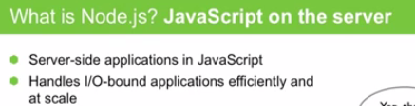 What is Node.js? JavaScript on the server
Server-side applications in JavaScript
Handles I/O-bound applications efficiently and
at scale